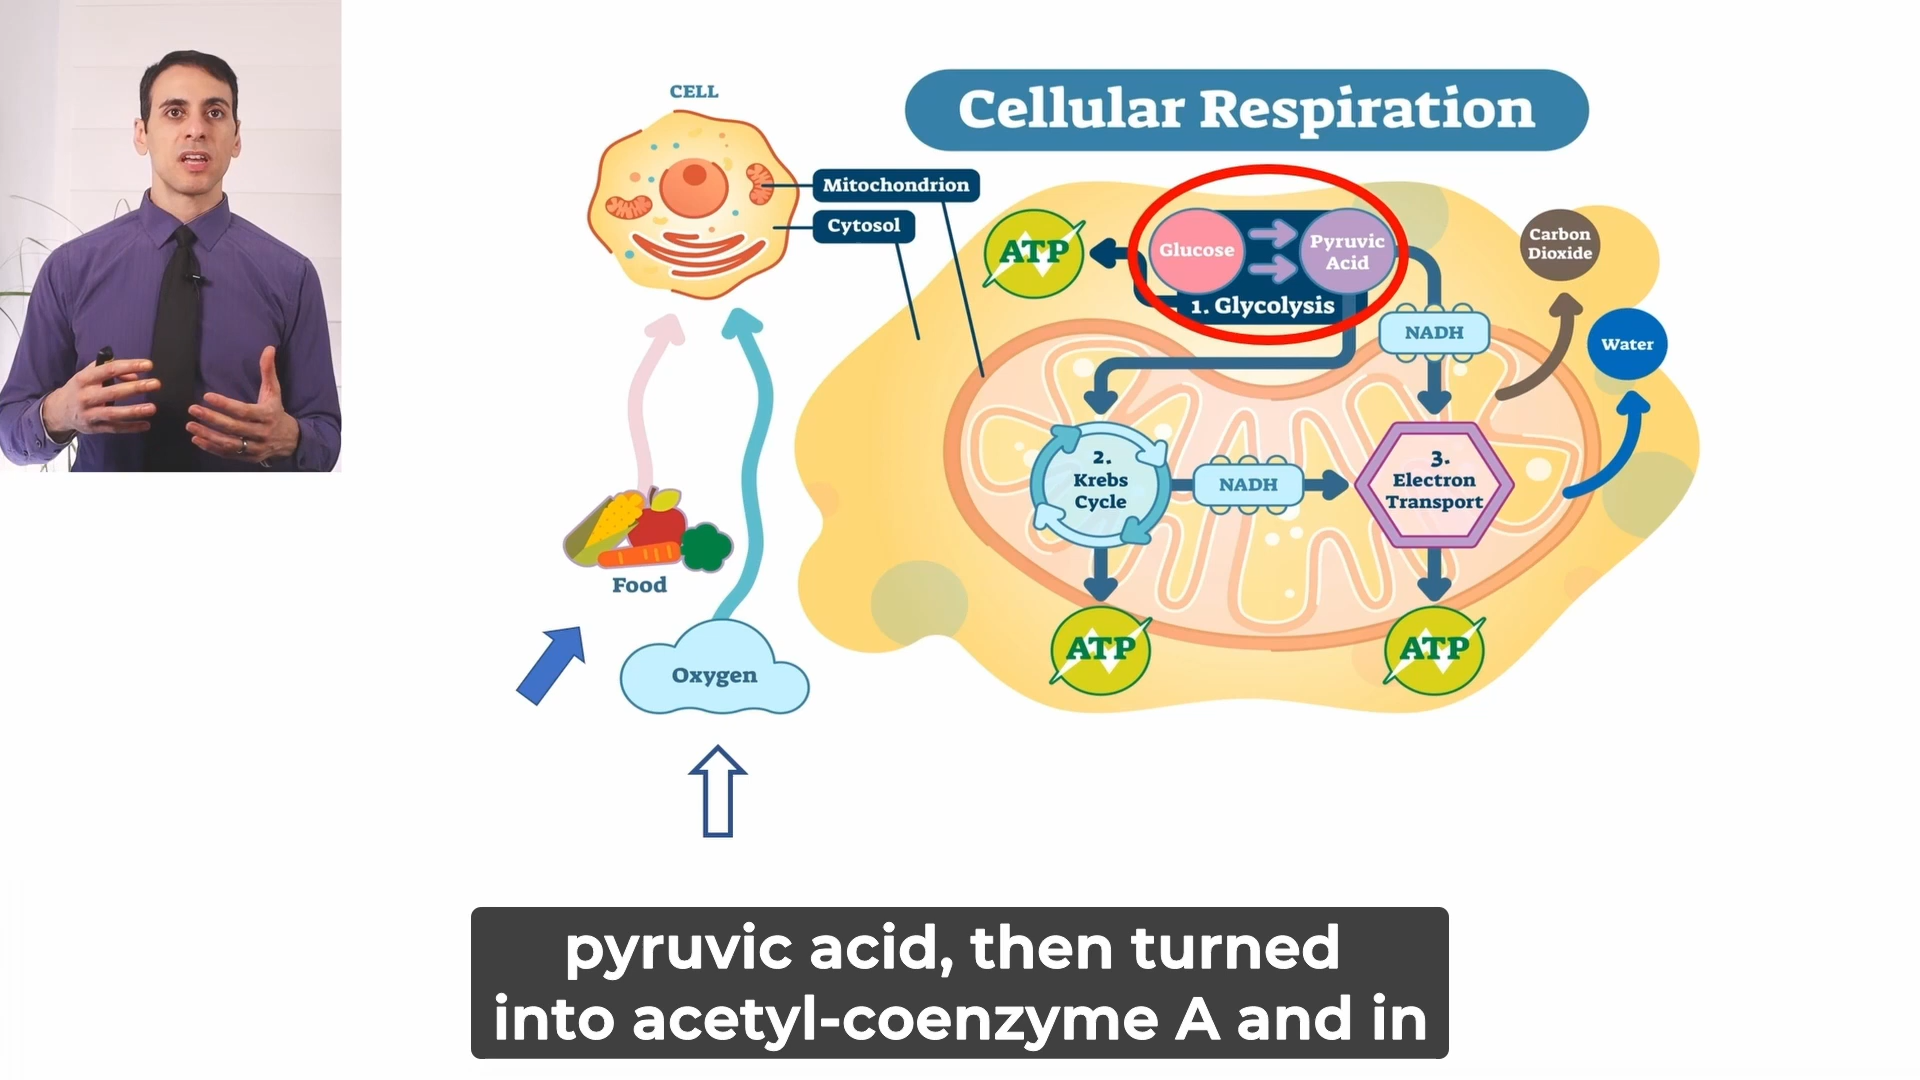 CELL
Cellular Respiration
Mitochondrion
Cytosol
ATP
Glucose
Pyruvic
Acid
1. Glycolysis
Carbon
Dioxide
NADH
Water
2.
Krebs
Cycle
NADH
3.
Electron
Transport
Food
Oxygen
ATP
ATP
pyruvic acid, then turned
into acetyl-coenzyme A and in